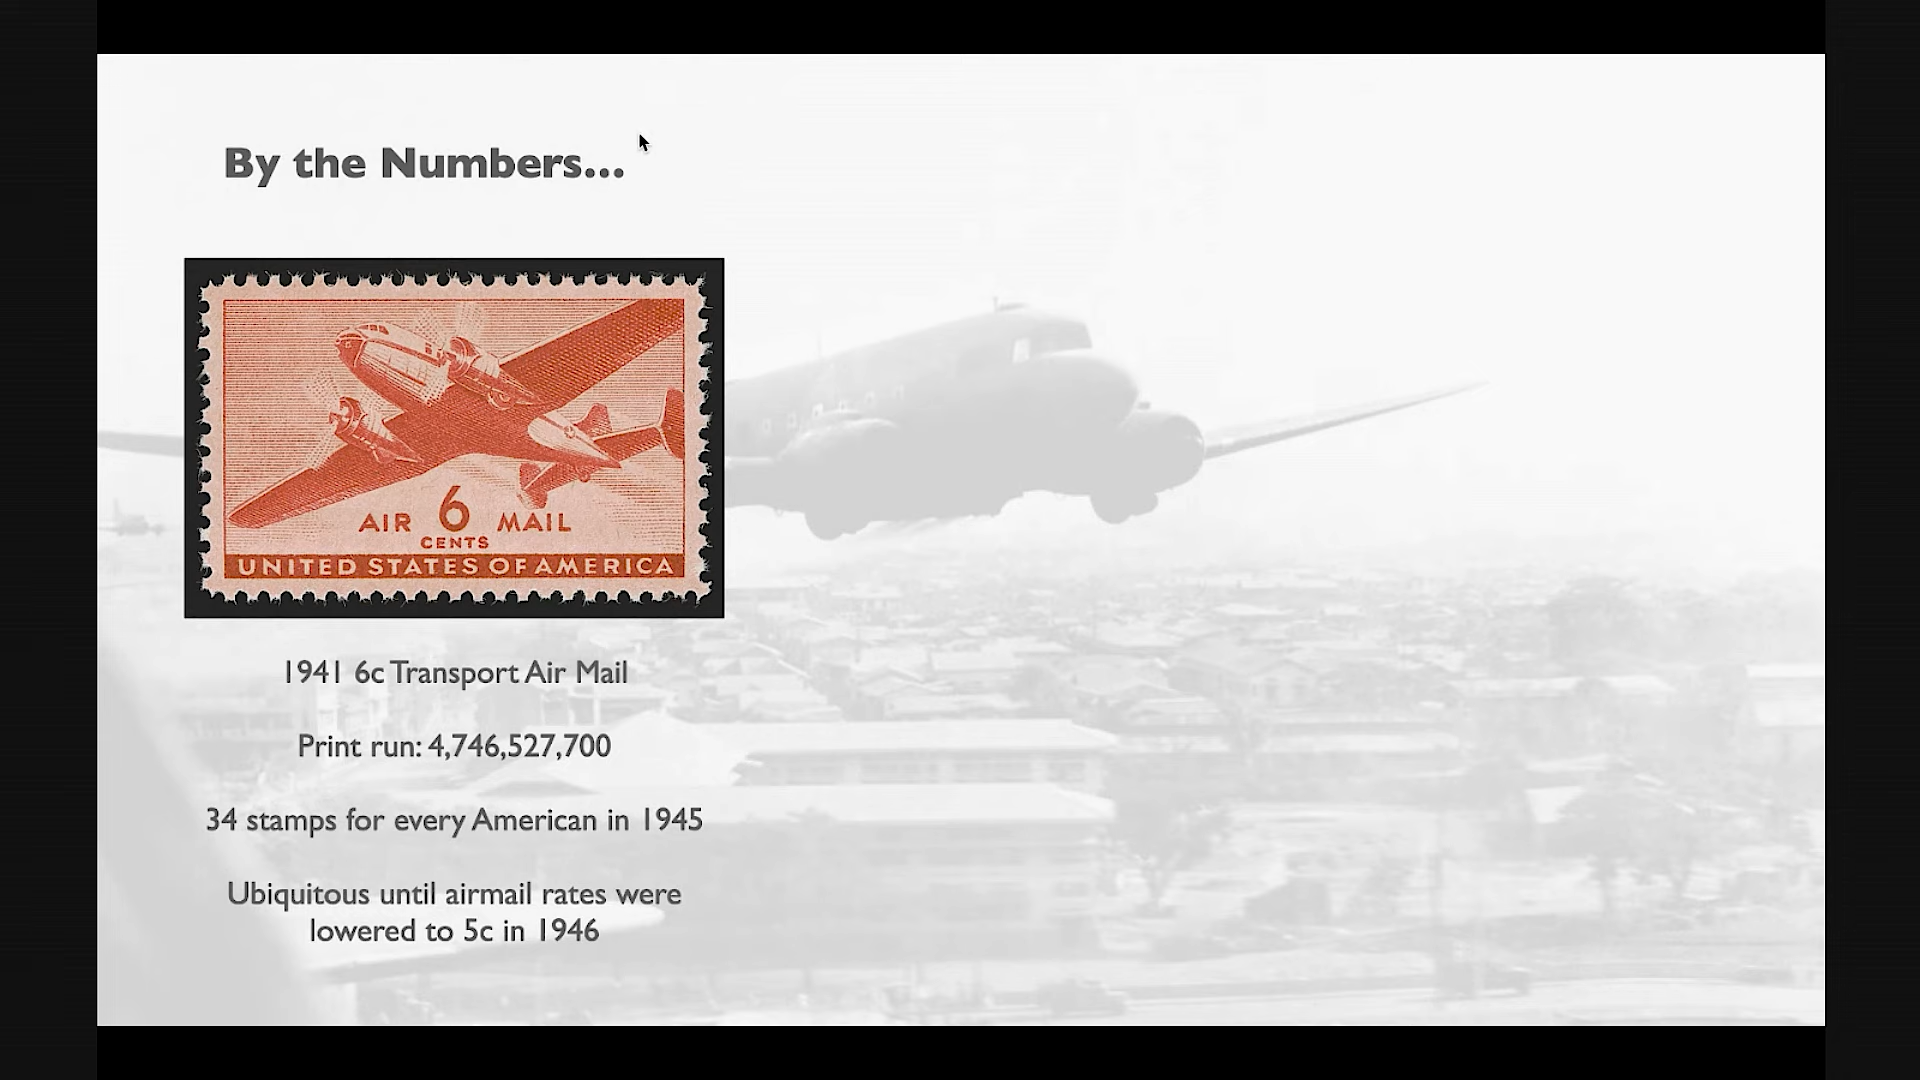 By the Numbers...
AIR 6 MAIL
CENTS
UNITED STATES OF AMERICA
1941 6c Transport Air Mail
Print run: 4,746,527,700
34 stamps for every American in 1945
Ubiquitous until airmail rates were
lowered to 5c in 1946